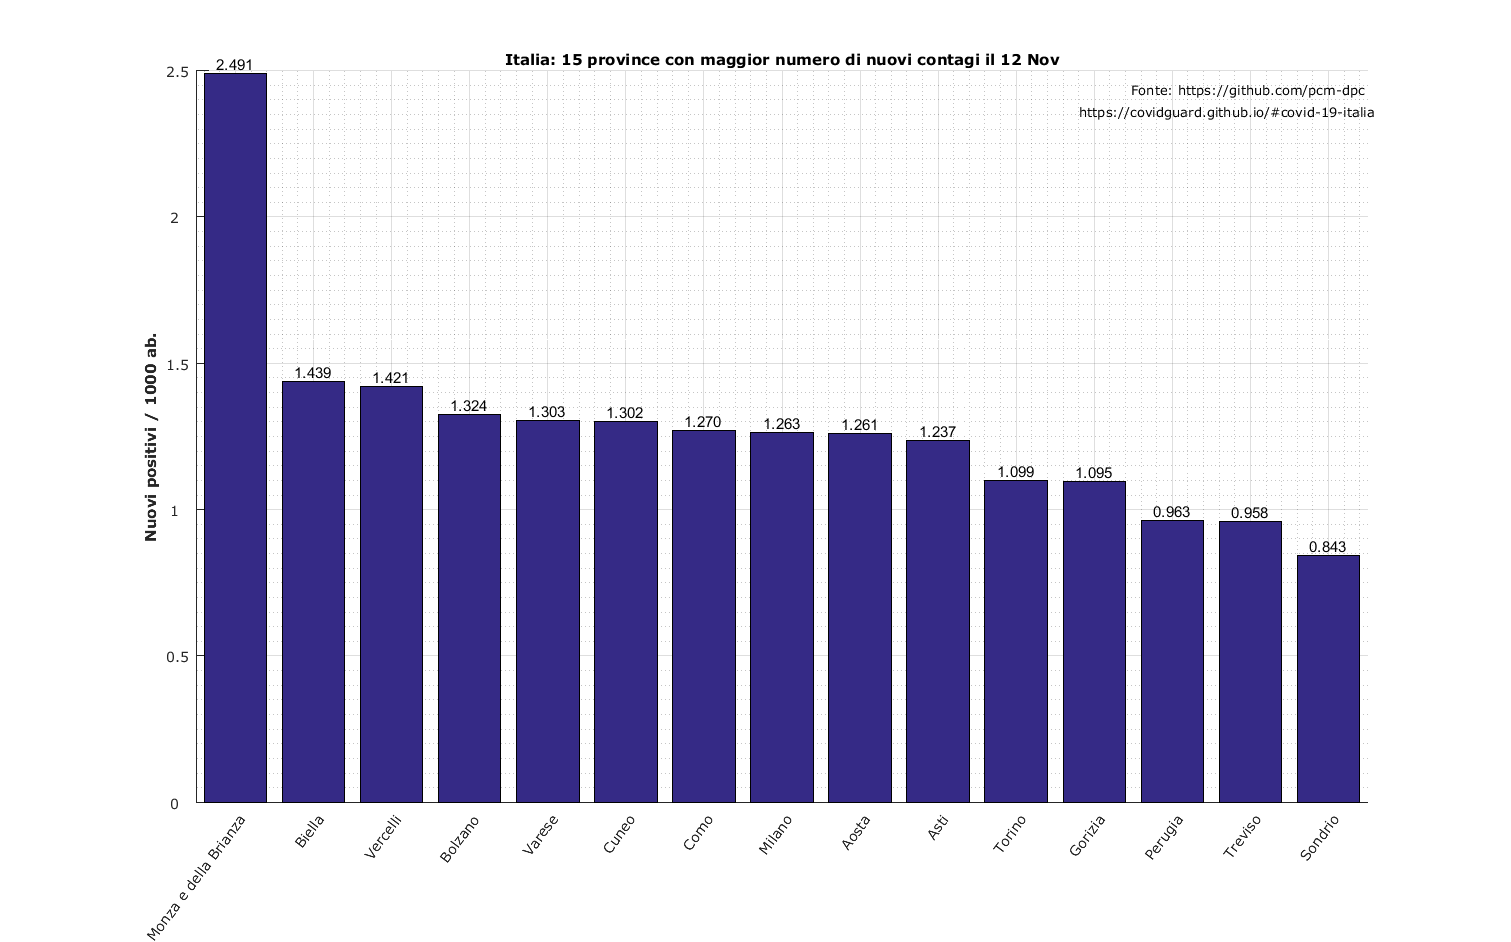 Italia: 15 province con maggior numero di nuovi contagi il 12 Nov
Fonte: https://github.com/pcm-dpc
https://covidguard.github.io/#covid-19-italia
Nuovi positivi / 1000 ab.
2.5
2
1.5
1
0.5
0
2.491
1.439
1.421
1.324
1.303
1.302
1.270
1.263
1.261
1.237
1.099
1.095
0.963
0.958
0.843
Monza e della Brianza
Biella
Vercelli
Bolzano
Varese
Cuneo
Como
Milano
Aosta
Asti
Torino
Gorizia
Perugia
Treviso
Sondrio